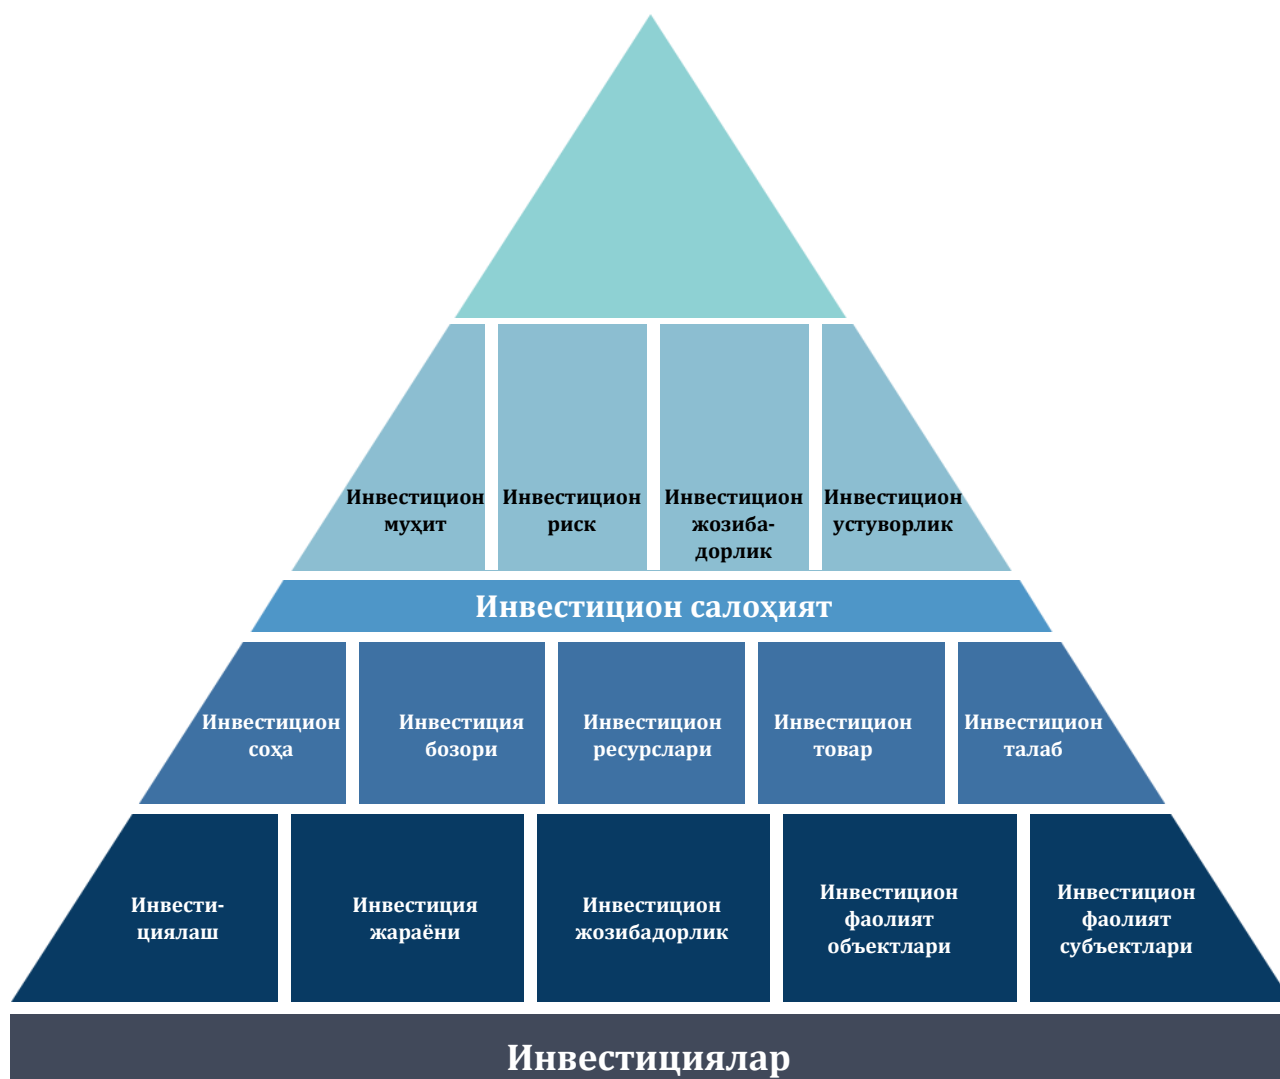 Инвестицион
муҳит
Инвестицион
риск
Инвестицион
жозиба-
дорлик
Инвестицион
устуворлик
Инвестицион салоҳият
Инвестицион
соҳа
Инвестиция
бозори
Инвестицион
ресурслари
Инвестицион
товар
Инвестицион
талаб
Инвести-
циялаш
Инвестиция
жараёни
Инвестицион
жозибадорлик
Инвестицион
фаолият
объектлари
Инвестицион
фаолият
субъектлари
Инвестициялар